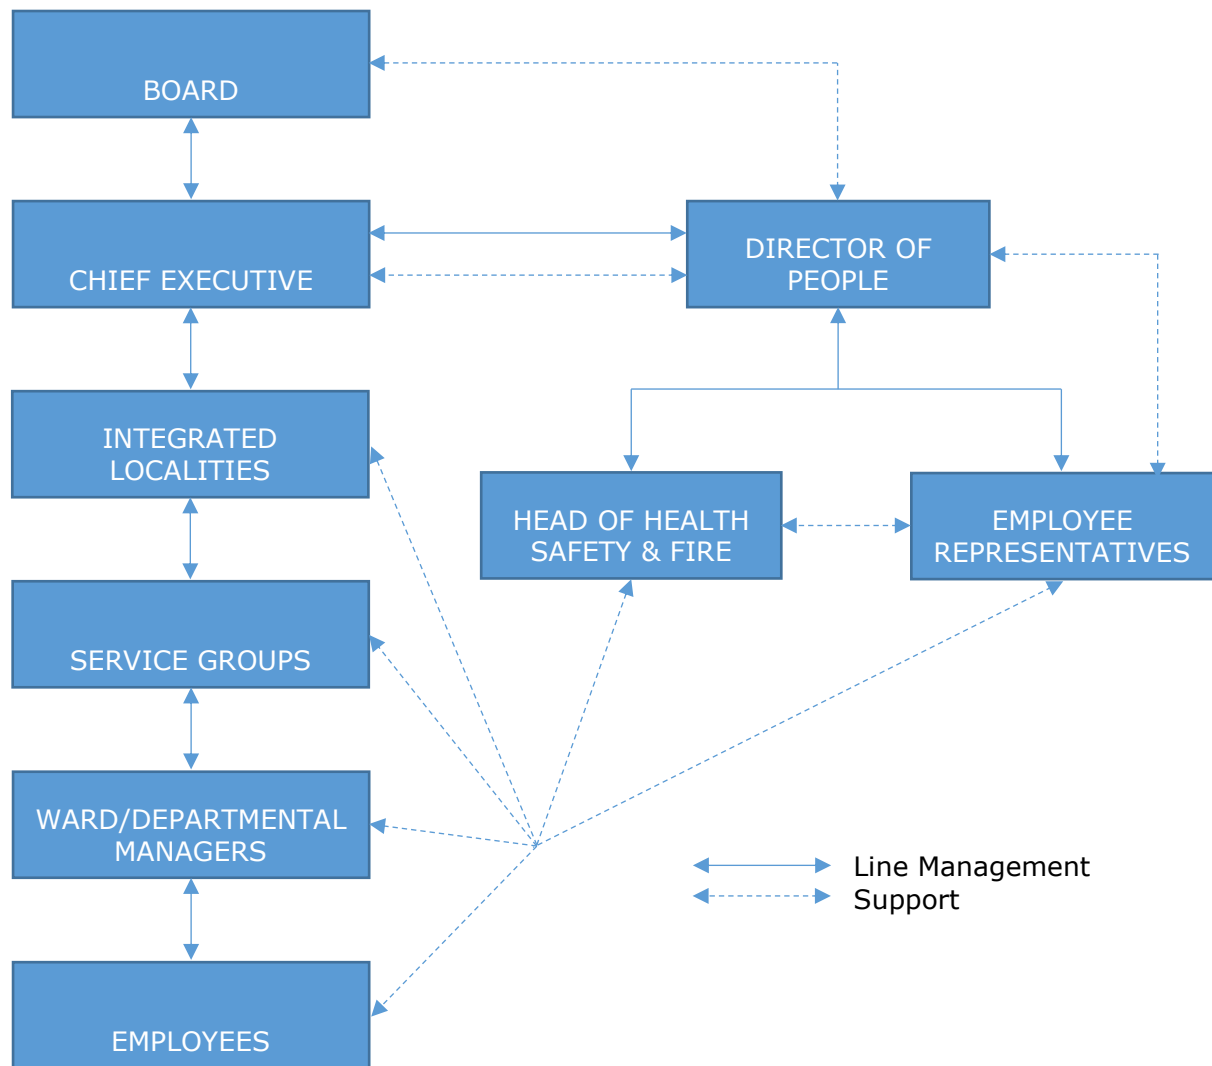 BOARD
CHIEF EXECUTIVE
DIRECTOR OF
PEOPLE
INTEGRATED
LOCALITIES
HEAD OF HEALTH
SAFETY & FIRE
EMPLOYEE
REPRESENTATIVES
SERVICE GROUPS
WARD/DEPARTMENTAL
MANAGERS
Line Management
Support
EMPLOYEES